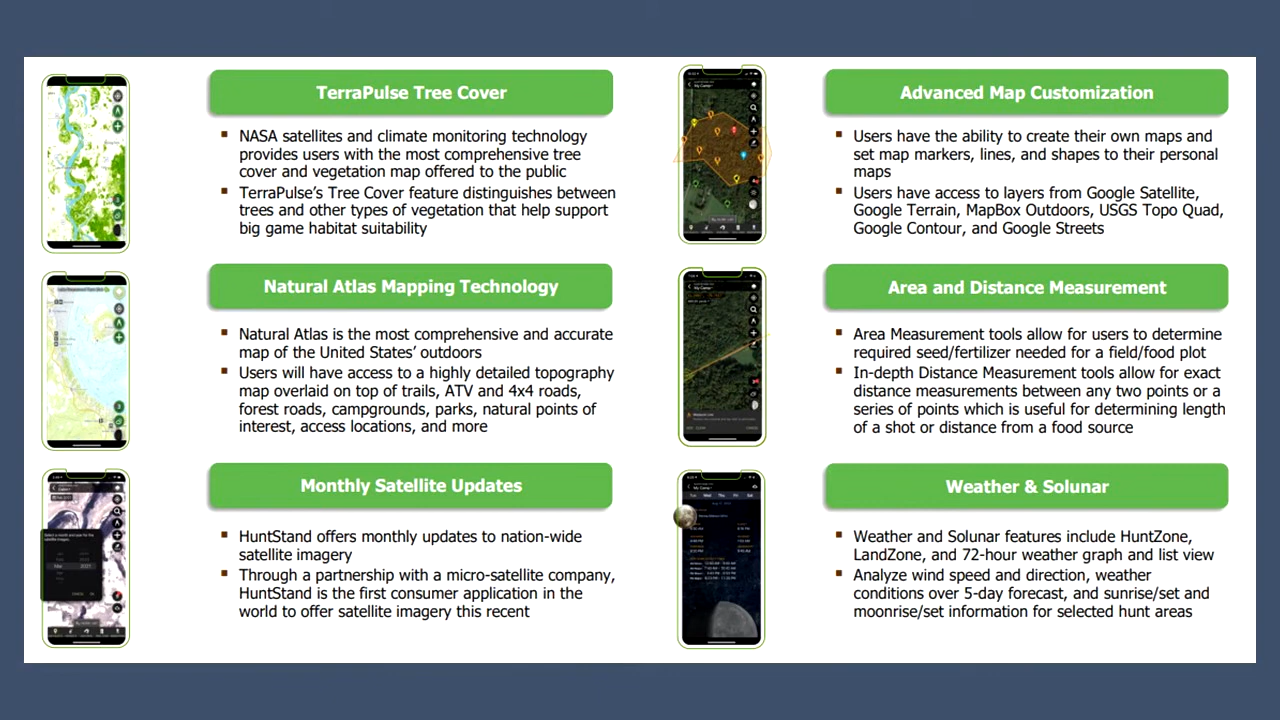 TerraPulse Tree Cover
NASA satellites and climate monitoring technology
provides users with the most comprehensive tree
cover and vegetation map offered to the public
TerraPulse's Tree Cover feature distinguishes between
trees and other types of vegetation that help support
big game habitat suitability
Natural Atlas Mapping Technology
Natural Atlas is the most comprehensive and accurate
map of the United States' outdoors
Users will have access to a highly detailed topography
map overlaid on top of trails, ATV and 4x4 roads,
forest roads, campgrounds, parks, natural points of
interest, access locations, and more
Monthly Satellite Updates
HuntStand offers monthly updates of nation-wide
satellite imagery
Through a partnership with a micro-satellite company,
HuntStand is the first consumer application in the
world to offer satellite imagery this recent
Advanced Map Customization
Users have the ability to create their own maps and
set map markers, lines, and shapes to their personal
maps
Users have access to layers from Google Satellite,
Google Terrain, MapBox Outdoors, USGS Topo Quad,
Google Contour, and Google Streets
Area and Distance Measurement
Area Measurement tools allow for users to determine
required seed/fertilizer needed for a field/food plot
In-depth Distance Measurement tools allow for exact
distance measurements between any two points or a
series of points which is useful for determining length
of a shot or distance from a food source
Weather & Solunar
Weather and Solunar features include HuntZone,
WindZone and 72-hour weather graph and list view
Analyze wind speed and direction, weather
conditions over 5-day forecast, and sunrise/set and
moonrise/set information for selected hunt areas